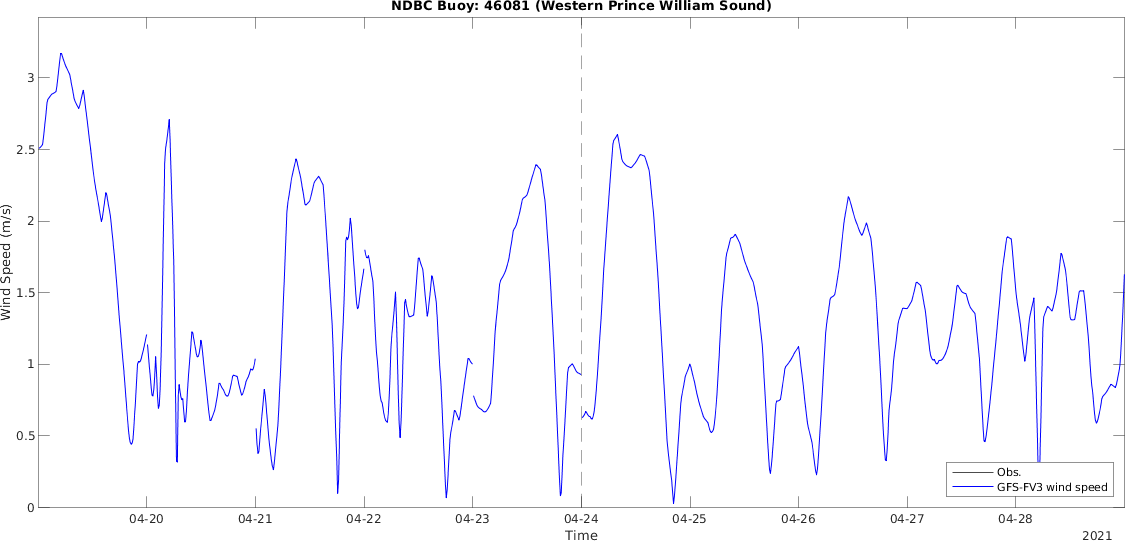 NDBC Buoy: 46081 (Western Prince William Sound)
Wind Speed (m/s)
3
2.5
2
1.5
1
0.5
0
Obs.
GFS-FV3 wind speed
04-20 04-21 04-22 04-23 04-24 04-25 04-26 04-27 04-28
Time
2021